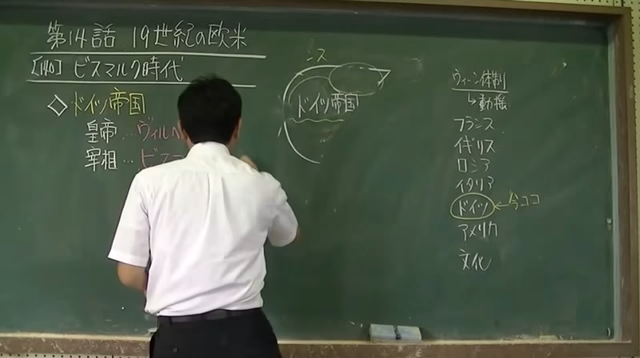 第14話 19世紀の欧米
[140] ビスマルク時代
◇ドイツ帝国
皇帝…ヴィルヘ
宰相…ビスマ
ドイツ帝国
ウィーン体制
↳動揺
フランス
イギリス
ロシア
イタリア
ドイツ ←今ココ
アメリカ
文化